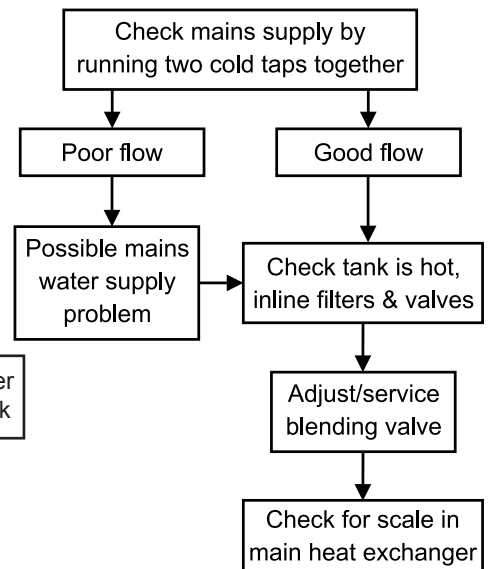 Check mains supply by
running two cold taps together
Poor flow
Good flow
Possible mains
water supply
problem
Check tank is hot,
inline filters & valves
Adjust/service
blending valve
Check for scale in
main heat exchanger